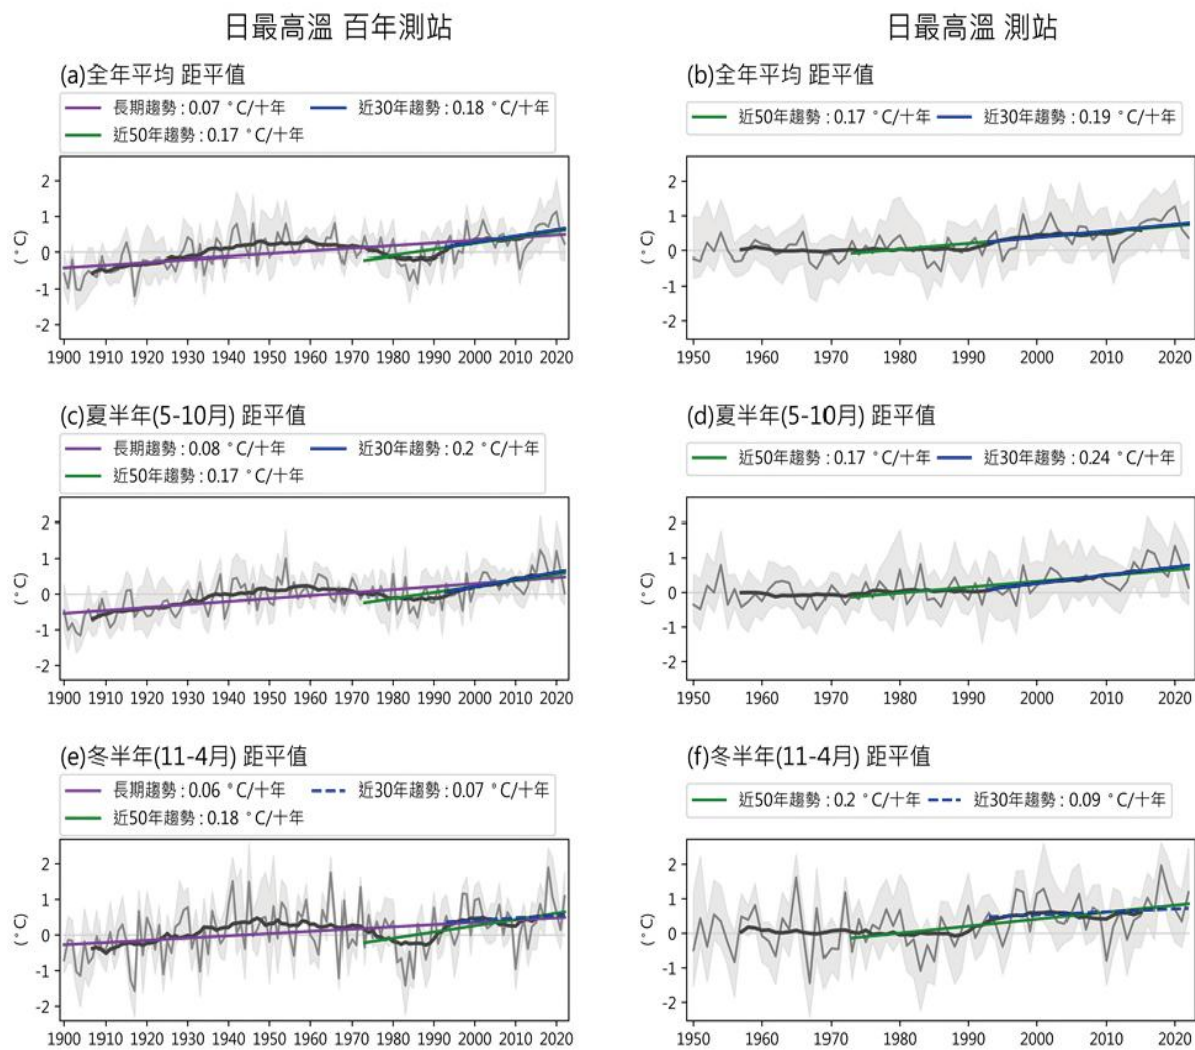 日最高溫 百年測站
(a)全年平均 距平值
長期趨勢 : 0.07 °C/十年
近30年趨勢 : 0.18 °C/十年
近50年趨勢 : 0.17 °C/十年
(°C)
2
1
0
-1
-2
1900 1910 1920 1930 1940 1950 1960 1970 1980 1990 2000 2010 2020
日最高溫 測站
(b)全年平均 距平值
近50年趨勢 : 0.17 °C/十年
近30年趨勢 : 0.19 °C/十年
(°C)
2
1
0
-1
-2
1950 1960 1970 1980 1990 2000 2010 2020
(c)夏半年(5-10月) 距平值
長期趨勢 : 0.08 °C/十年
近30年趨勢 : 0.2 °C/十年
近50年趨勢 : 0.17 °C/十年
(°C)
2
1
0
-1
-2
1900 1910 1920 1930 1940 1950 1960 1970 1980 1990 2000 2010 2020
(d)夏半年(5-10月) 距平值
近50年趨勢 : 0.17 °C/十年
近30年趨勢 : 0.24 °C/十年
(°C)
2
1
0
-1
-2
1950 1960 1970 1980 1990 2000 2010 2020
(e)冬半年(11-4月) 距平值
長期趨勢 : 0.06 °C/十年
近30年趨勢 : 0.07 °C/十年
近50年趨勢 : 0.18 °C/十年
(°C)
2
1
0
-1
-2
1900 1910 1920 1930 1940 1950 1960 1970 1980 1990 2000 2010 2020
(f)冬半年(11-4月) 距平值
近50年趨勢 : 0.2 °C/十年
近30年趨勢 : 0.09 °C/十年
(°C)
2
1
0
-1
-2
1950 1960 1970 1980 1990 2000 2010 2020